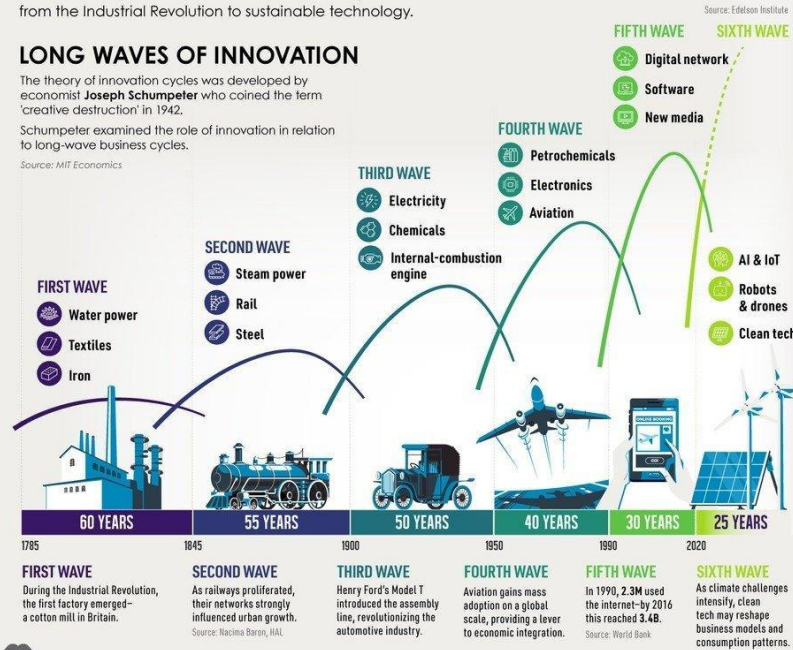 from the Industrial Revolution to sustainable technology.
Source: Edelson Institute
LONG WAVES OF INNOVATION
The theory of innovation cycles was developed by
economist Joseph Schumpeter who coined the term
'creative destruction' in 1942.
Schumpeter examined the role of innovation in relation
to long-wave business cycles.
Source: MIT Economics
FIRST WAVE
Water power
Textiles
Iron
SECOND WAVE
Steam power
Rail
Steel
THIRD WAVE
Electricity
Chemicals
Internal-combustion
engine
FOURTH WAVE
Petrochemicals
Electronics
Aviation
FIFTH WAVE
Digital network
Software
New media
SIXTH WAVE
AI & IoT
Robots
& drones
Clean tech
ONLINE BOOKING
GO
60 YEARS
55 YEARS
50 YEARS
40 YEARS
30 YEARS
25 YEARS
1785
1845
1900
1950
1990
2020
FIRST WAVE
During the Industrial Revolution,
the first factory emerged–
a cotton mill in Britain.
SECOND WAVE
As railways proliferated,
their networks strongly
influenced urban growth.
Source: Nacima Baron, HAL
THIRD WAVE
Henry Ford's Model T
introduced the assembly
line, revolutionizing the
automotive industry.
FOURTH WAVE
Aviation gains mass
adoption on a global
scale, providing a lever
to economic integration.
FIFTH WAVE
In 1990, 2.3M used
the internet–by 2016
this reached 3.4B.
Source: World Bank
SIXTH WAVE
As climate challenges
intensify, clean
tech may reshape
business models and
consumption patterns.